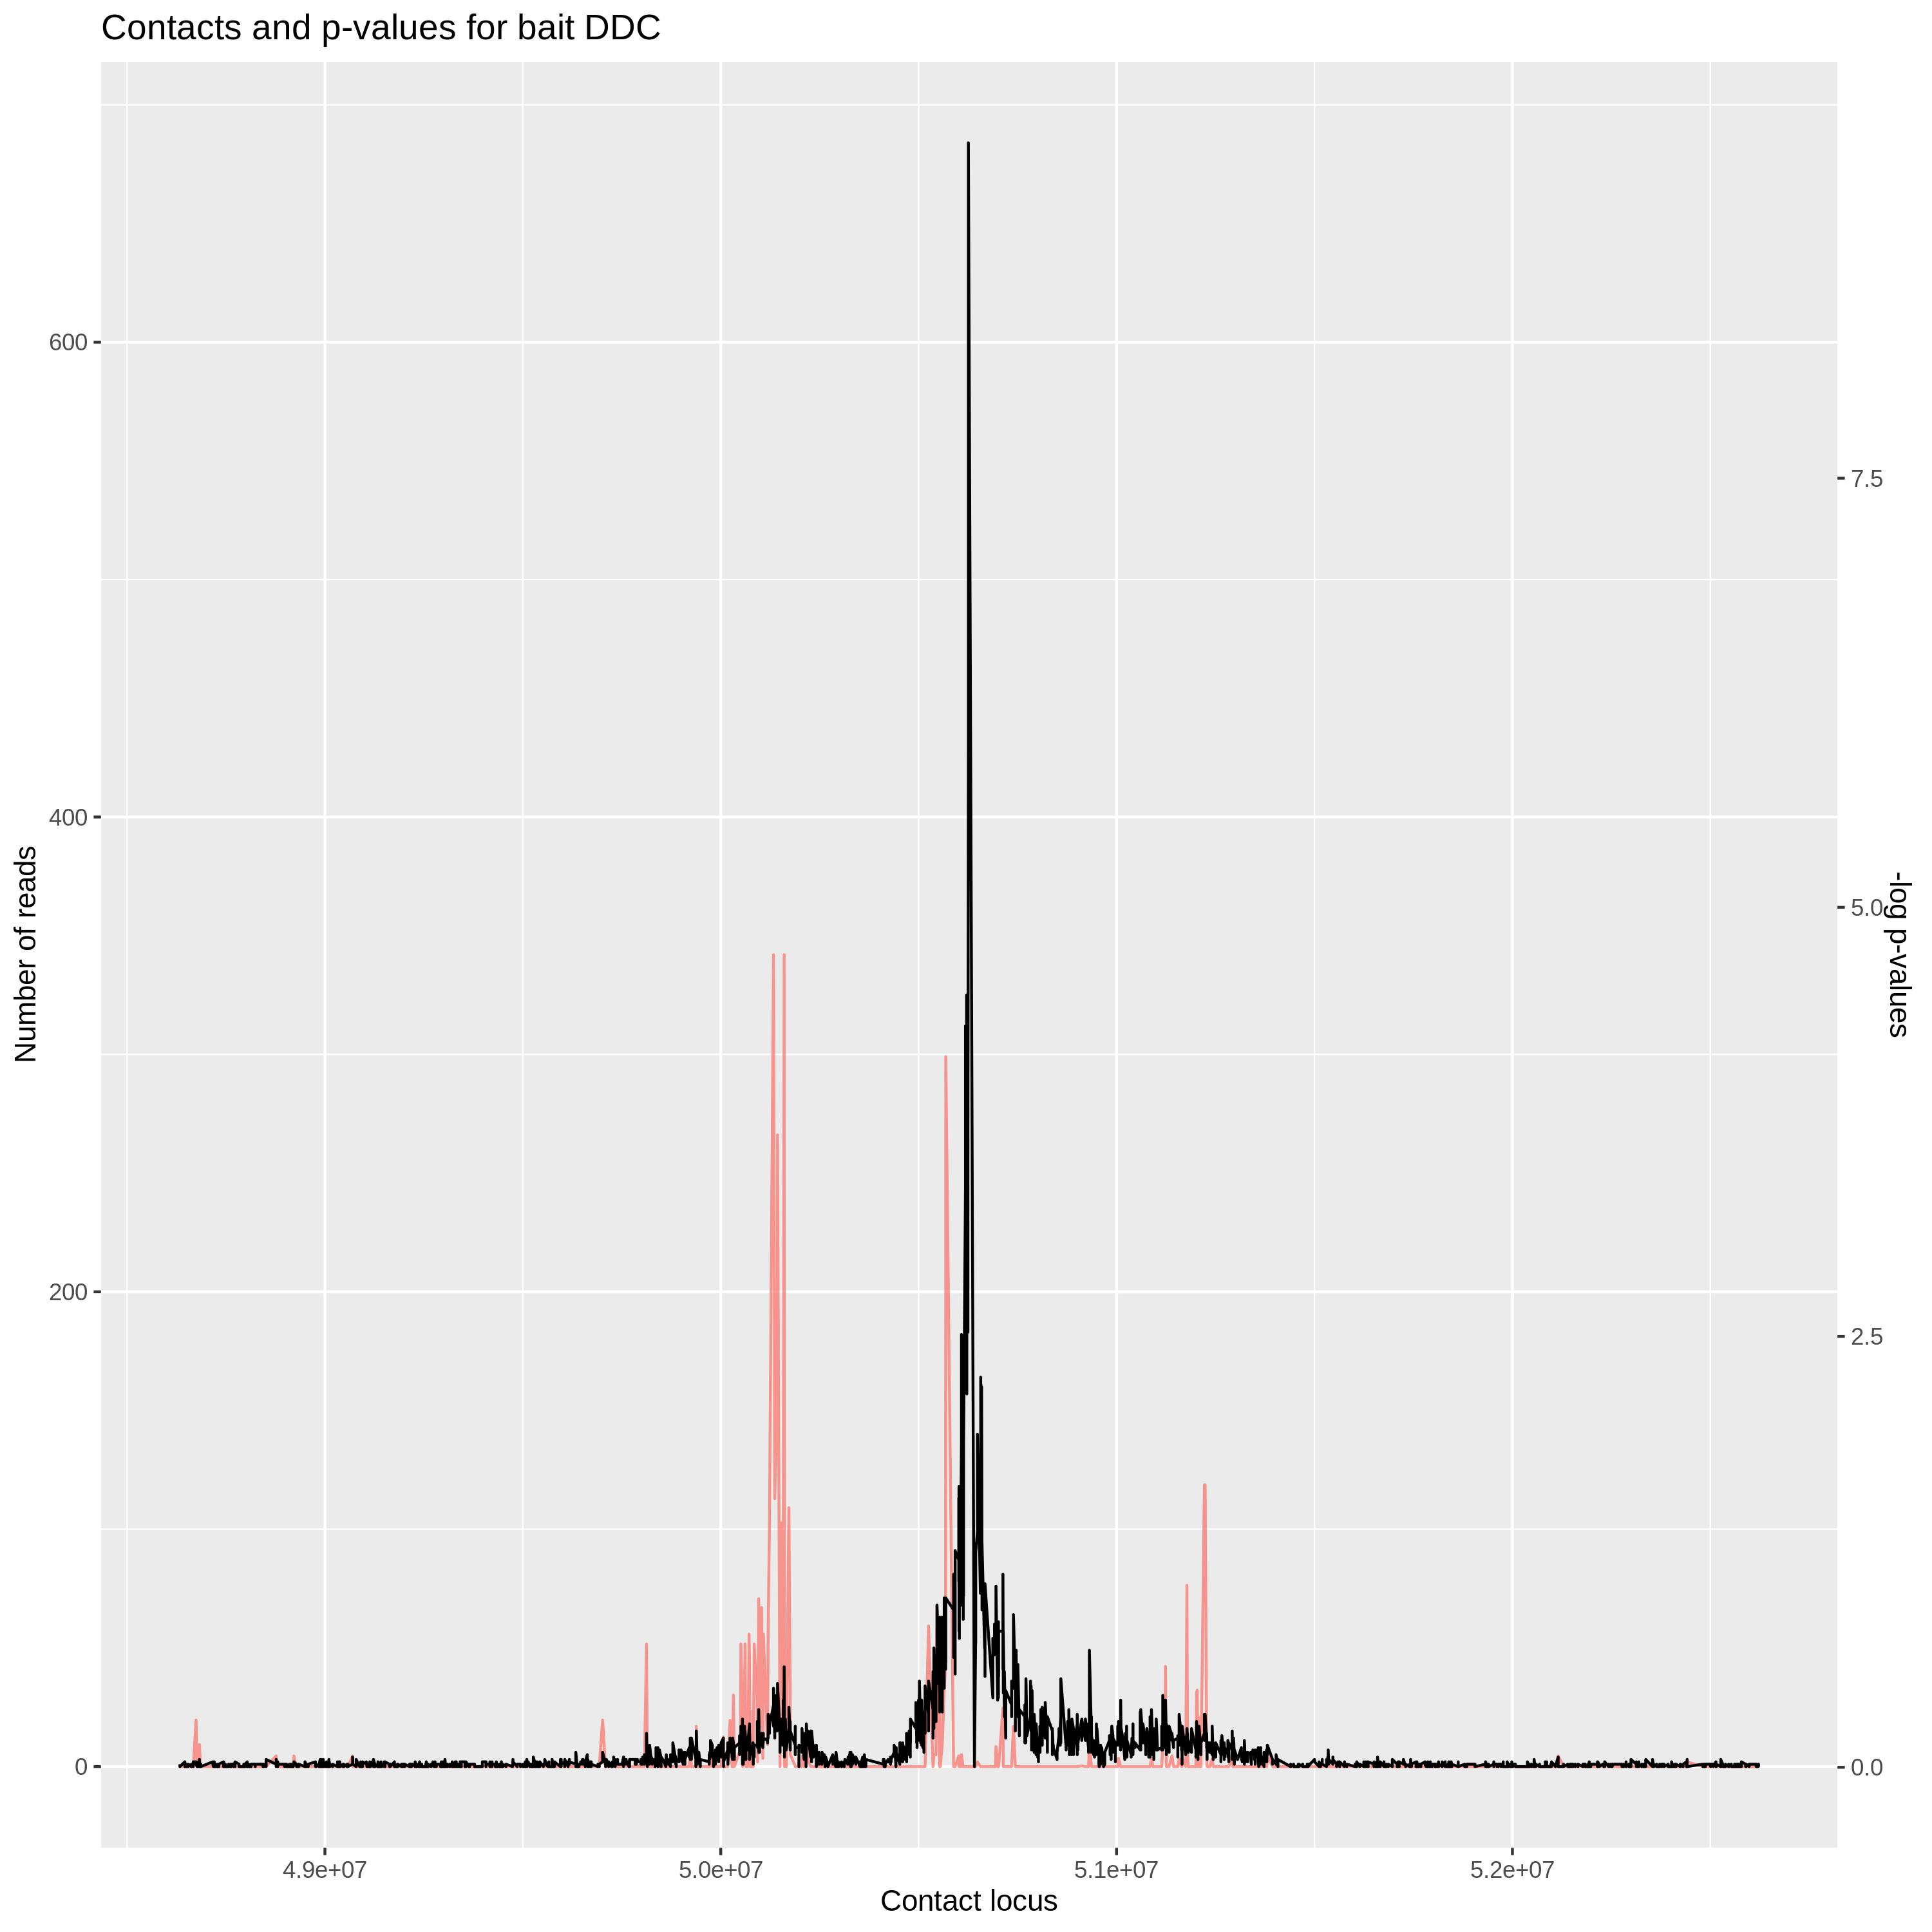 Contacts and p-values for bait DDC
600
400
200
0
Number of reads
7.5
5.0
2.5
0.0
-log p-values
4.9e+07
5.0e+07
5.1e+07
5.2e+07
Contact locus